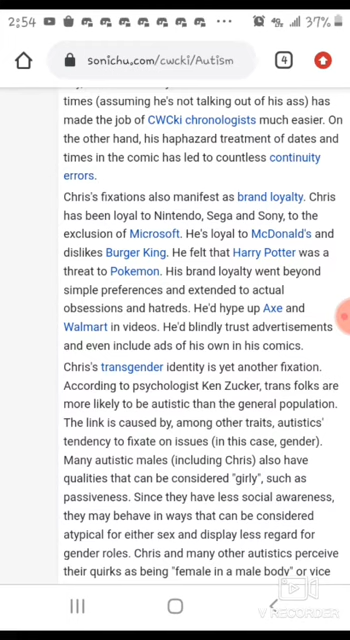 2:54 37%
sonichu.com/cwcki/Autism 4
times (assuming he's not talking out of his ass) has
made the job of CWCki chronologists much easier. On
the other hand, his haphazard treatment of dates and
times in the comic has led to countless continuity
errors.
Chris's fixations also manifest as brand loyalty. Chris
has been loyal to Nintendo, Sega and Sony, to the
exclusion of Microsoft. He's loyal to McDonald's and
dislikes Burger King. He felt that Harry Potter was a
threat to Pokemon. His brand loyalty went beyond
simple preferences and extended to actual
obsessions and hatreds. He'd hype up Axe and
Walmart in videos. He'd blindly trust advertisements
and even include ads of his own in his comics.
Chris's transgender identity is yet another fixation.
According to psychologist Ken Zucker, trans folks are
more likely to be autistic than the general population.
The link is caused by, among other traits, autistics'
tendency to fixate on issues (in this case, gender).
Many autistic males (including Chris) also have
qualities that can be considered "girly", such as
passiveness. Since they have less social awareness,
they may behave in ways that can be considered
atypical for either sex and display less regard for
gender roles. Chris and many other autistics perceive
their quirks as being "female in a male body" or vice
V RECORDER